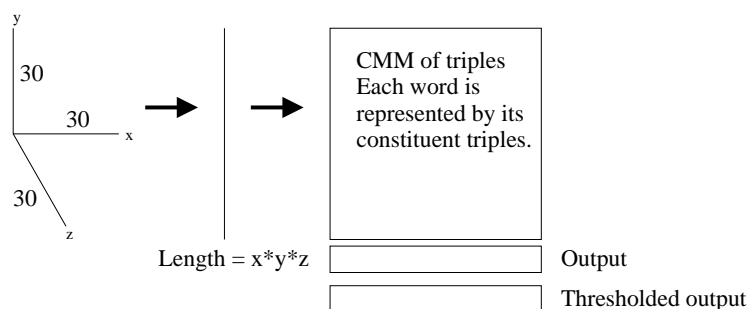 y
30
30
x
30
z
CMM of triples
Each word is
represented by its
constituent triples.
Length = x*y*z
Output
Thresholded output